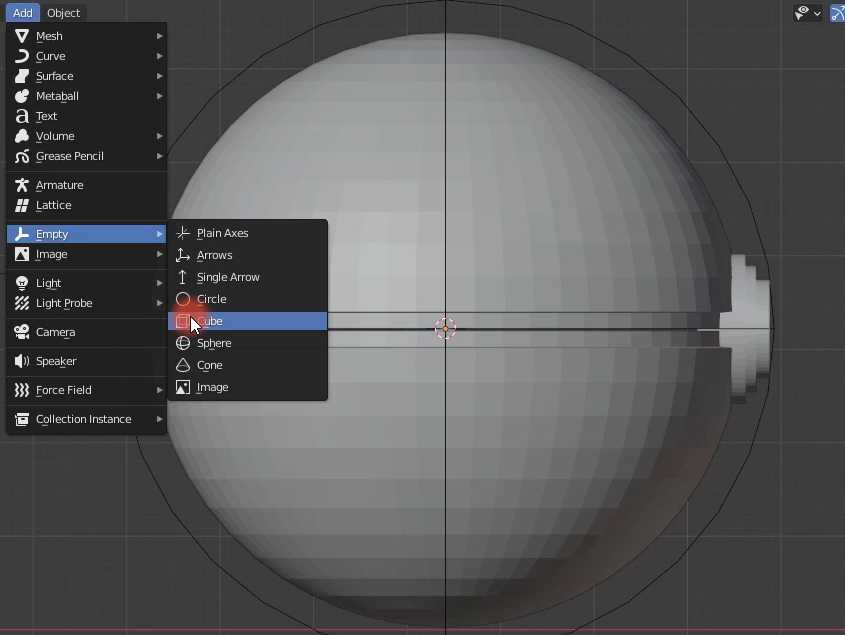 Add Object
Mesh
Curve
Surface
Metaball
Text
Volume
Grease Pencil
Armature
Lattice
Empty
Image
Light
Light Probe
Camera
Speaker
Force Field
Collection Instance
Plain Axes
Arrows
Single Arrow
Circle
Cube
Sphere
Cone
Image